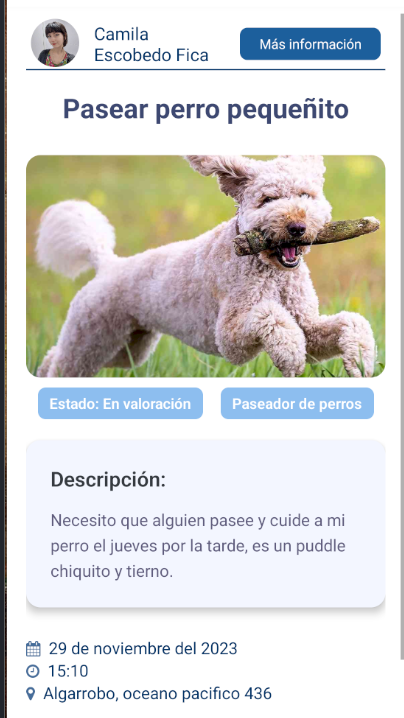 Camila
Escobedo Fica
Más información
Pasear perro pequeñito
Estado: En valoración
Paseador de perros
Descripción:
Necesito que alguien pasee y cuide a mi
perro el jueves por la tarde, es un puddle
chiquito y tierno.
29 de noviembre del 2023
15:10
Algarrobo, oceano pacifico 436